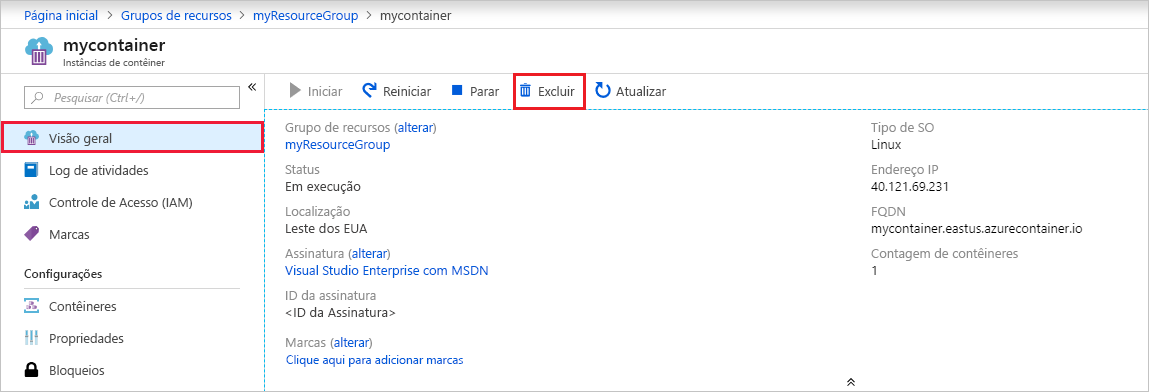 Página inicial > Grupos de recursos > myResourceGroup > mycontainer
mycontainer
Instâncias de contêiner
Pesquisar (Ctrl+/)
Visão geral
Log de atividades
Controle de Acesso (IAM)
Marcas
Configurações
Contêineres
Propriedades
Bloqueios
Iniciar Reiniciar Parar Excluir Atualizar
Grupo de recursos (alterar)
myResourceGroup
Status
Em execução
Localização
Leste dos EUA
Assinatura (alterar)
Visual Studio Enterprise com MSDN
ID da assinatura
<ID da Assinatura>
Marcas (alterar)
Clique aqui para adicionar marcas
Tipo de SO
Linux
Endereço IP
40.121.69.231
FQDN
mycontainer.eastus.azurecontainer.io
Contagem de contêineres
1